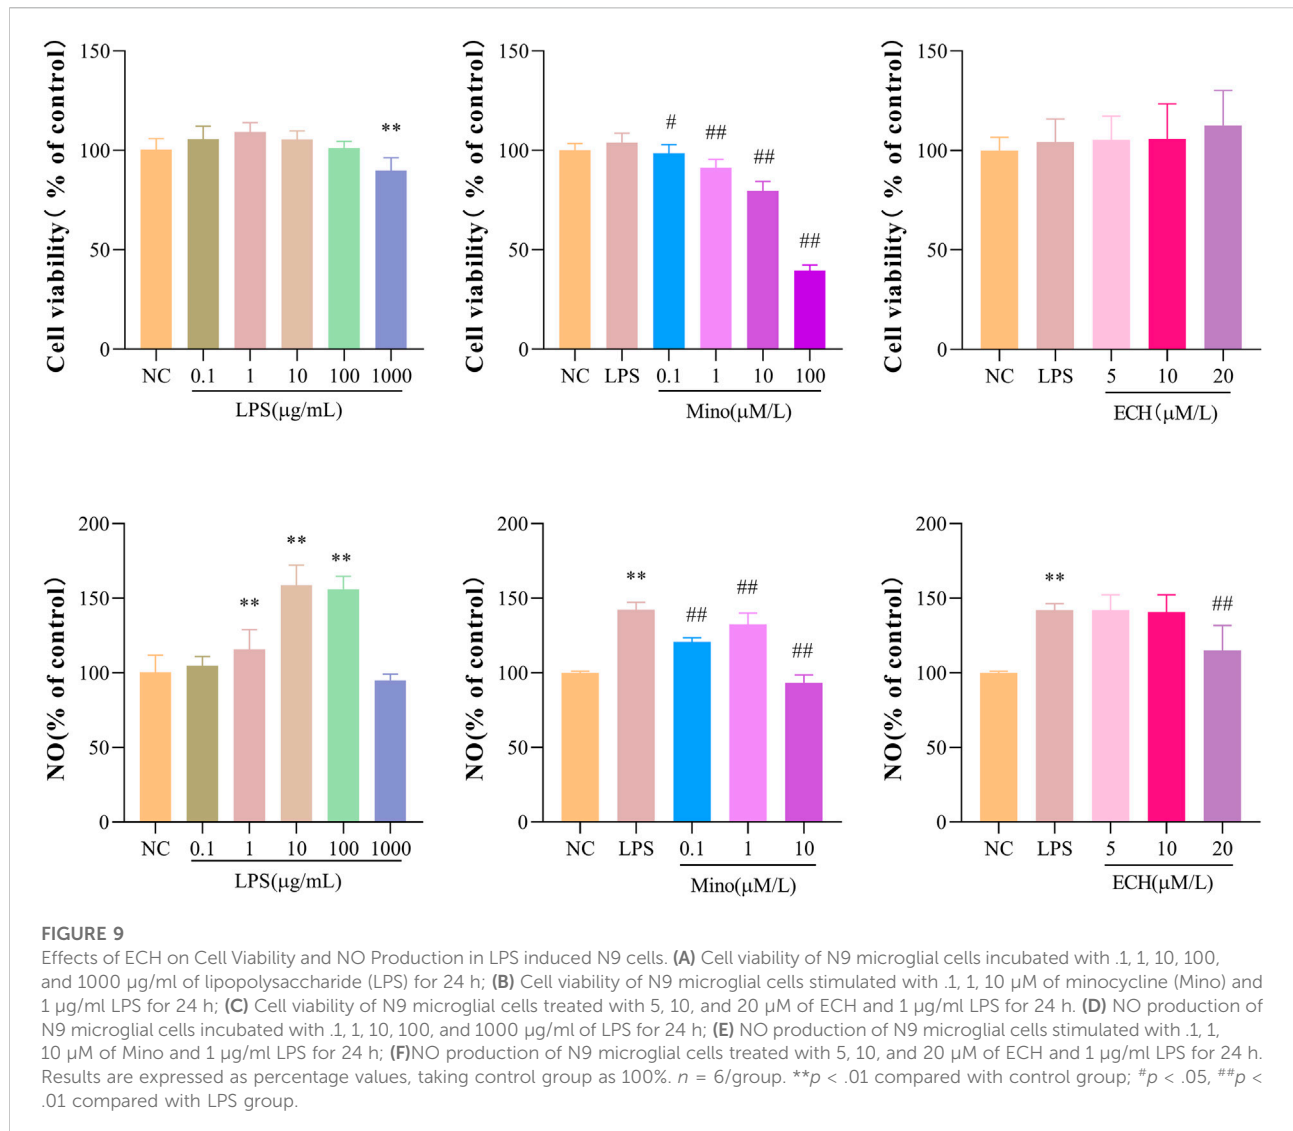 Cell viability( % of control)
150
100
50
0
**
NC 0.1 1 10 100 1000
LPS(μg/mL)
Cell viability( % of control)
150
100
50
0
# ## ## ##
NC LPS 0.1 1 10 100
Mino(μM/L)
Cell viability( % of control)
150
100
50
0
NC LPS 5 10 20
ECH(μM/L)
NO(% of control)
200
150
100
50
0
** ** **
NC 0.1 1 10 100 1000
LPS(μg/mL)
NO(% of control)
200
150
100
50
0
** ## ## ##
NC LPS 0.1 1 10
Mino(μM/L)
NO(% of control)
200
150
100
50
0
** ##
NC LPS 5 10 20
ECH(μM/L)
FIGURE 9
Effects of ECH on Cell Viability and NO Production in LPS induced N9 cells. (A) Cell viability of N9 microglial cells incubated with .1, 1, 10, 100,
and 1000 μg/ml of lipopolysaccharide (LPS) for 24 h; (B) Cell viability of N9 microglial cells stimulated with .1, 1, 10 μM of minocycline (Mino) and
1 μg/ml LPS for 24 h; (C) Cell viability of N9 microglial cells treated with 5, 10, and 20 μM of ECH and 1 μg/ml LPS for 24 h. (D) NO production of
N9 microglial cells incubated with .1, 1, 10, 100, and 1000 μg/ml of LPS for 24 h; (E) NO production of N9 microglial cells stimulated with .1, 1,
10 μM of Mino and 1 μg/ml LPS for 24 h; (F)NO production of N9 microglial cells treated with 5, 10, and 20 μM of ECH and 1 μg/ml LPS for 24 h.
Results are expressed as percentage values, taking control group as 100%. n = 6/group. **p < .01 compared with control group; #p < .05, ##p <
.01 compared with LPS group.